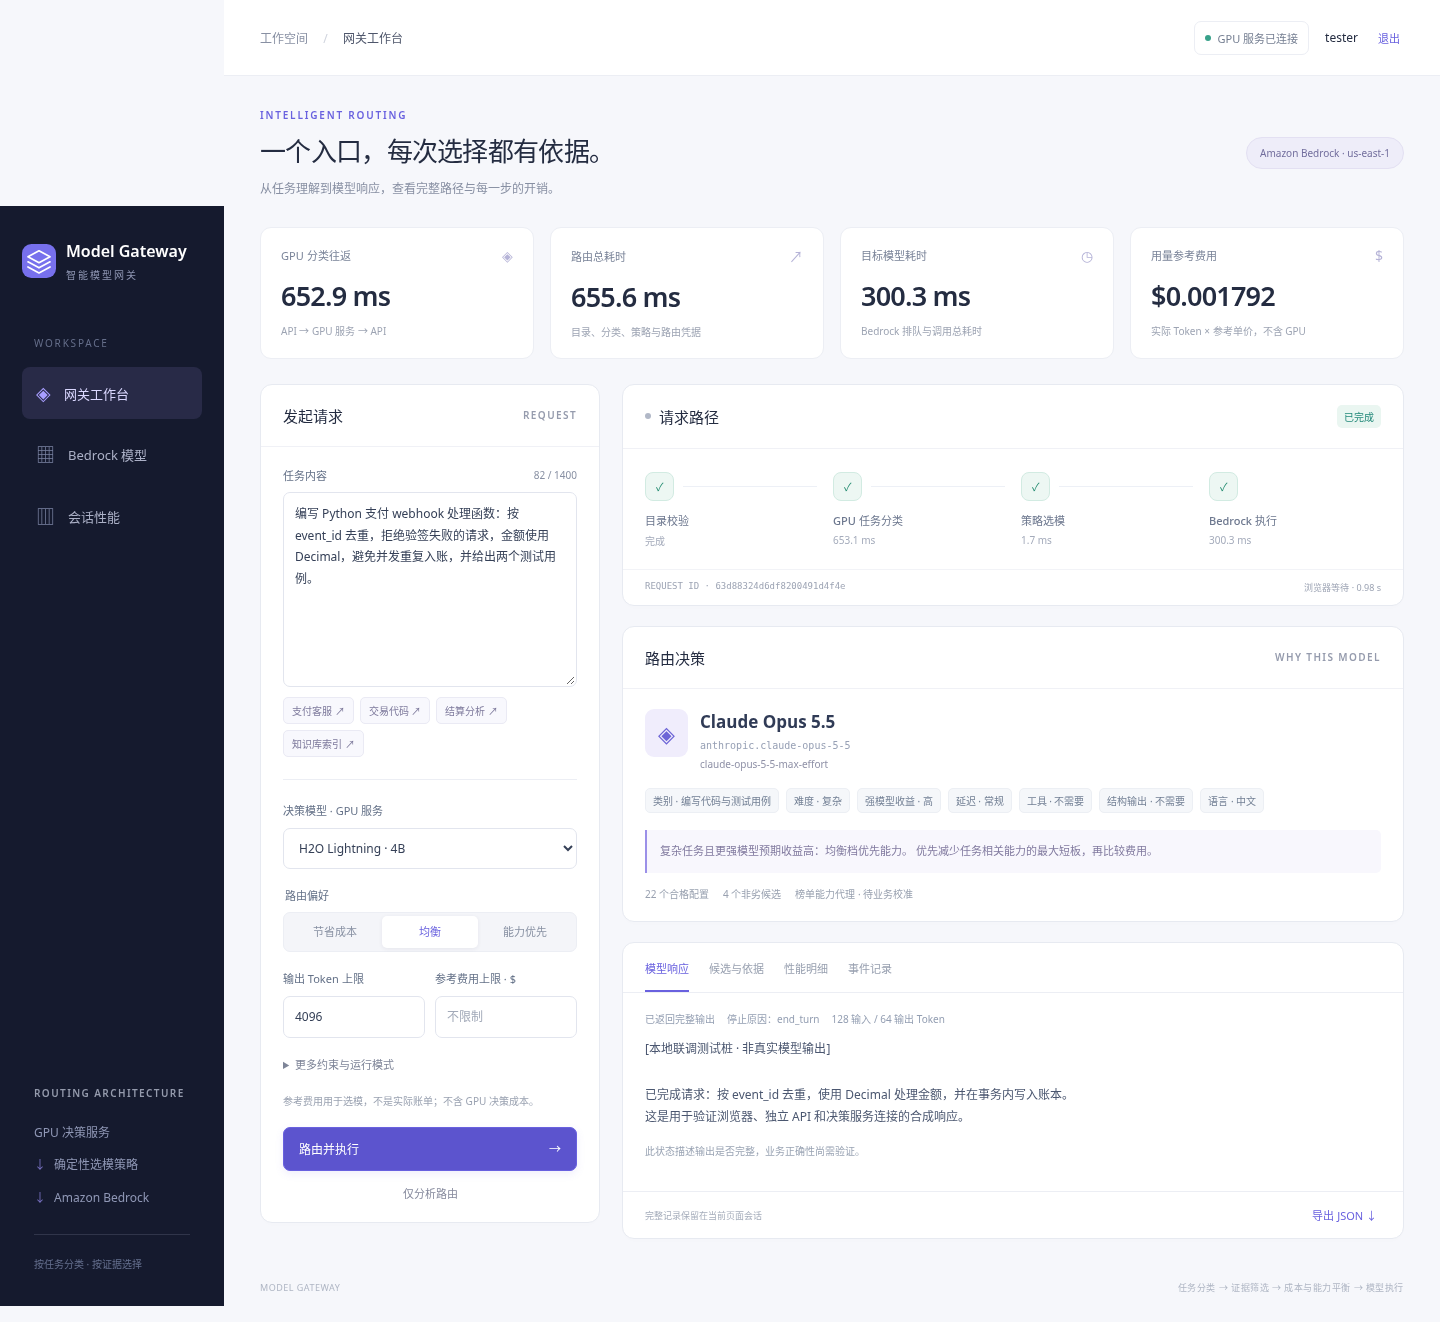 工作空间 / 网关工作台
GPU 服务已连接
tester
退出
Model Gateway
智能模型网关
WORKSPACE
网关工作台
Bedrock 模型
会话性能
ROUTING ARCHITECTURE
GPU 决策服务
↓ 确定性选模策略
↓ Amazon Bedrock
按任务分类 · 按证据选择
INTELLIGENT ROUTING
一个入口，每次选择都有依据。
从任务理解到模型响应，查看完整路径与每一步的开销。
Amazon Bedrock · us-east-1
GPU 分类往返
652.9 ms
API → GPU 服务 → API
路由总耗时 ↗
655.6 ms
目录、分类、策略与路由凭据
目标模型耗时
300.3 ms
Bedrock 排队与调用总耗时
用量参考费用 $
$0.001792
实际 Token × 参考单价，不含 GPU
发起请求
REQUEST
任务内容
82 / 1400
编写 Python 支付 webhook 处理函数：按
event_id 去重，拒绝验签失败的请求，金额使用
Decimal，避免并发重复入账，并给出两个测试用
例。
支付客服 ↗
交易代码 ↗
结算分析 ↗
知识库索引 ↗
决策模型 · GPU 服务
H2O Lightning · 4B
路由偏好
节省成本
均衡
能力优先
输出 Token 上限
参考费用上限 · $
4096
不限制
更多约束与运行模式
参考费用用于选模，不是实际账单；不含 GPU 决策成本。
路由并执行 →
仅分析路由
请求路径
已完成
✓ ✓ ✓ ✓
目录校验
完成
GPU 任务分类
653.1 ms
策略选模
1.7 ms
Bedrock 执行
300.3 ms
REQUEST ID · 63d88324d6df8200491d4f4e
浏览器等待 · 0.98 s
路由决策
WHY THIS MODEL
Claude Opus 5.5
anthropic.claude-opus-5-5
claude-opus-5-5-max-effort
类别 · 编写代码与测试用例
难度 · 复杂
强模型收益 · 高
延迟 · 常规
工具 · 不需要
结构输出 · 不需要
语言 · 中文
复杂任务且更强模型预期收益高：均衡档优先能力。 优先减少任务相关能力的最大短板，再比较费用。
22 个合格配置 4 个非劣候选 榜单能力代理 · 待业务校准
模型响应
候选与依据
性能明细
事件记录
已返回完整输出 停止原因：end_turn 128 输入 / 64 输出 Token
[本地联调测试桩 · 非真实模型输出]
已完成请求：按 event_id 去重，使用 Decimal 处理金额，并在事务内写入账本。
这是用于验证浏览器、独立 API 和决策服务连接的合成响应。
此状态描述输出是否完整，业务正确性尚需验证。
完整记录保留在当前页面会话
导出 JSON ↓
MODEL GATEWAY
任务分类 → 证据筛选 → 成本与能力平衡 → 模型执行